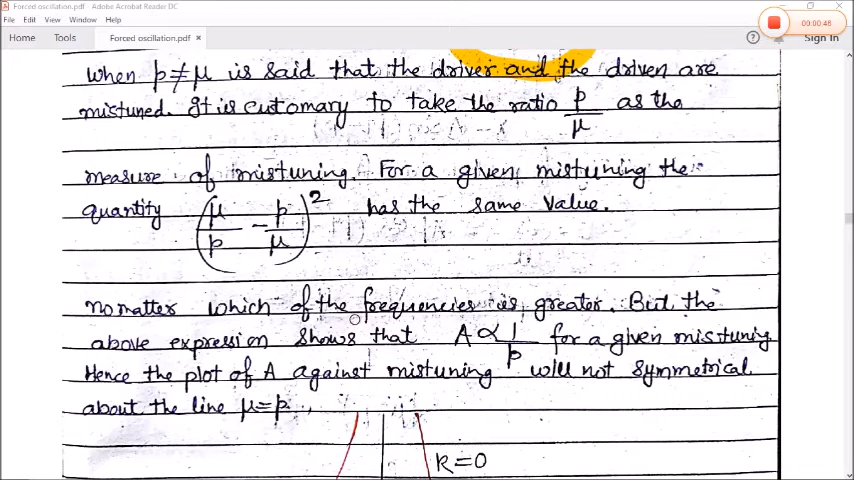 Forced oscillation.pdf - Adobe Acrobat Reader DC
File Edit View Window Help
00:00:46
Home Tools Forced oscillation.pdf × Sign In
When p≠μ is said that the driver and the driven are
mistuned. It is cutomary to take the ratio p/μ as the
measure of mistuning. For a given mistuning the
quantity (μ/p - p/μ)² has the same value.
no matter which of the frequencies is greater. But the
above expression shows that A∝1/p for a given mistuning
Hence the plot of A against mistuning will not symmetrical
about the line μ=p.
K=0